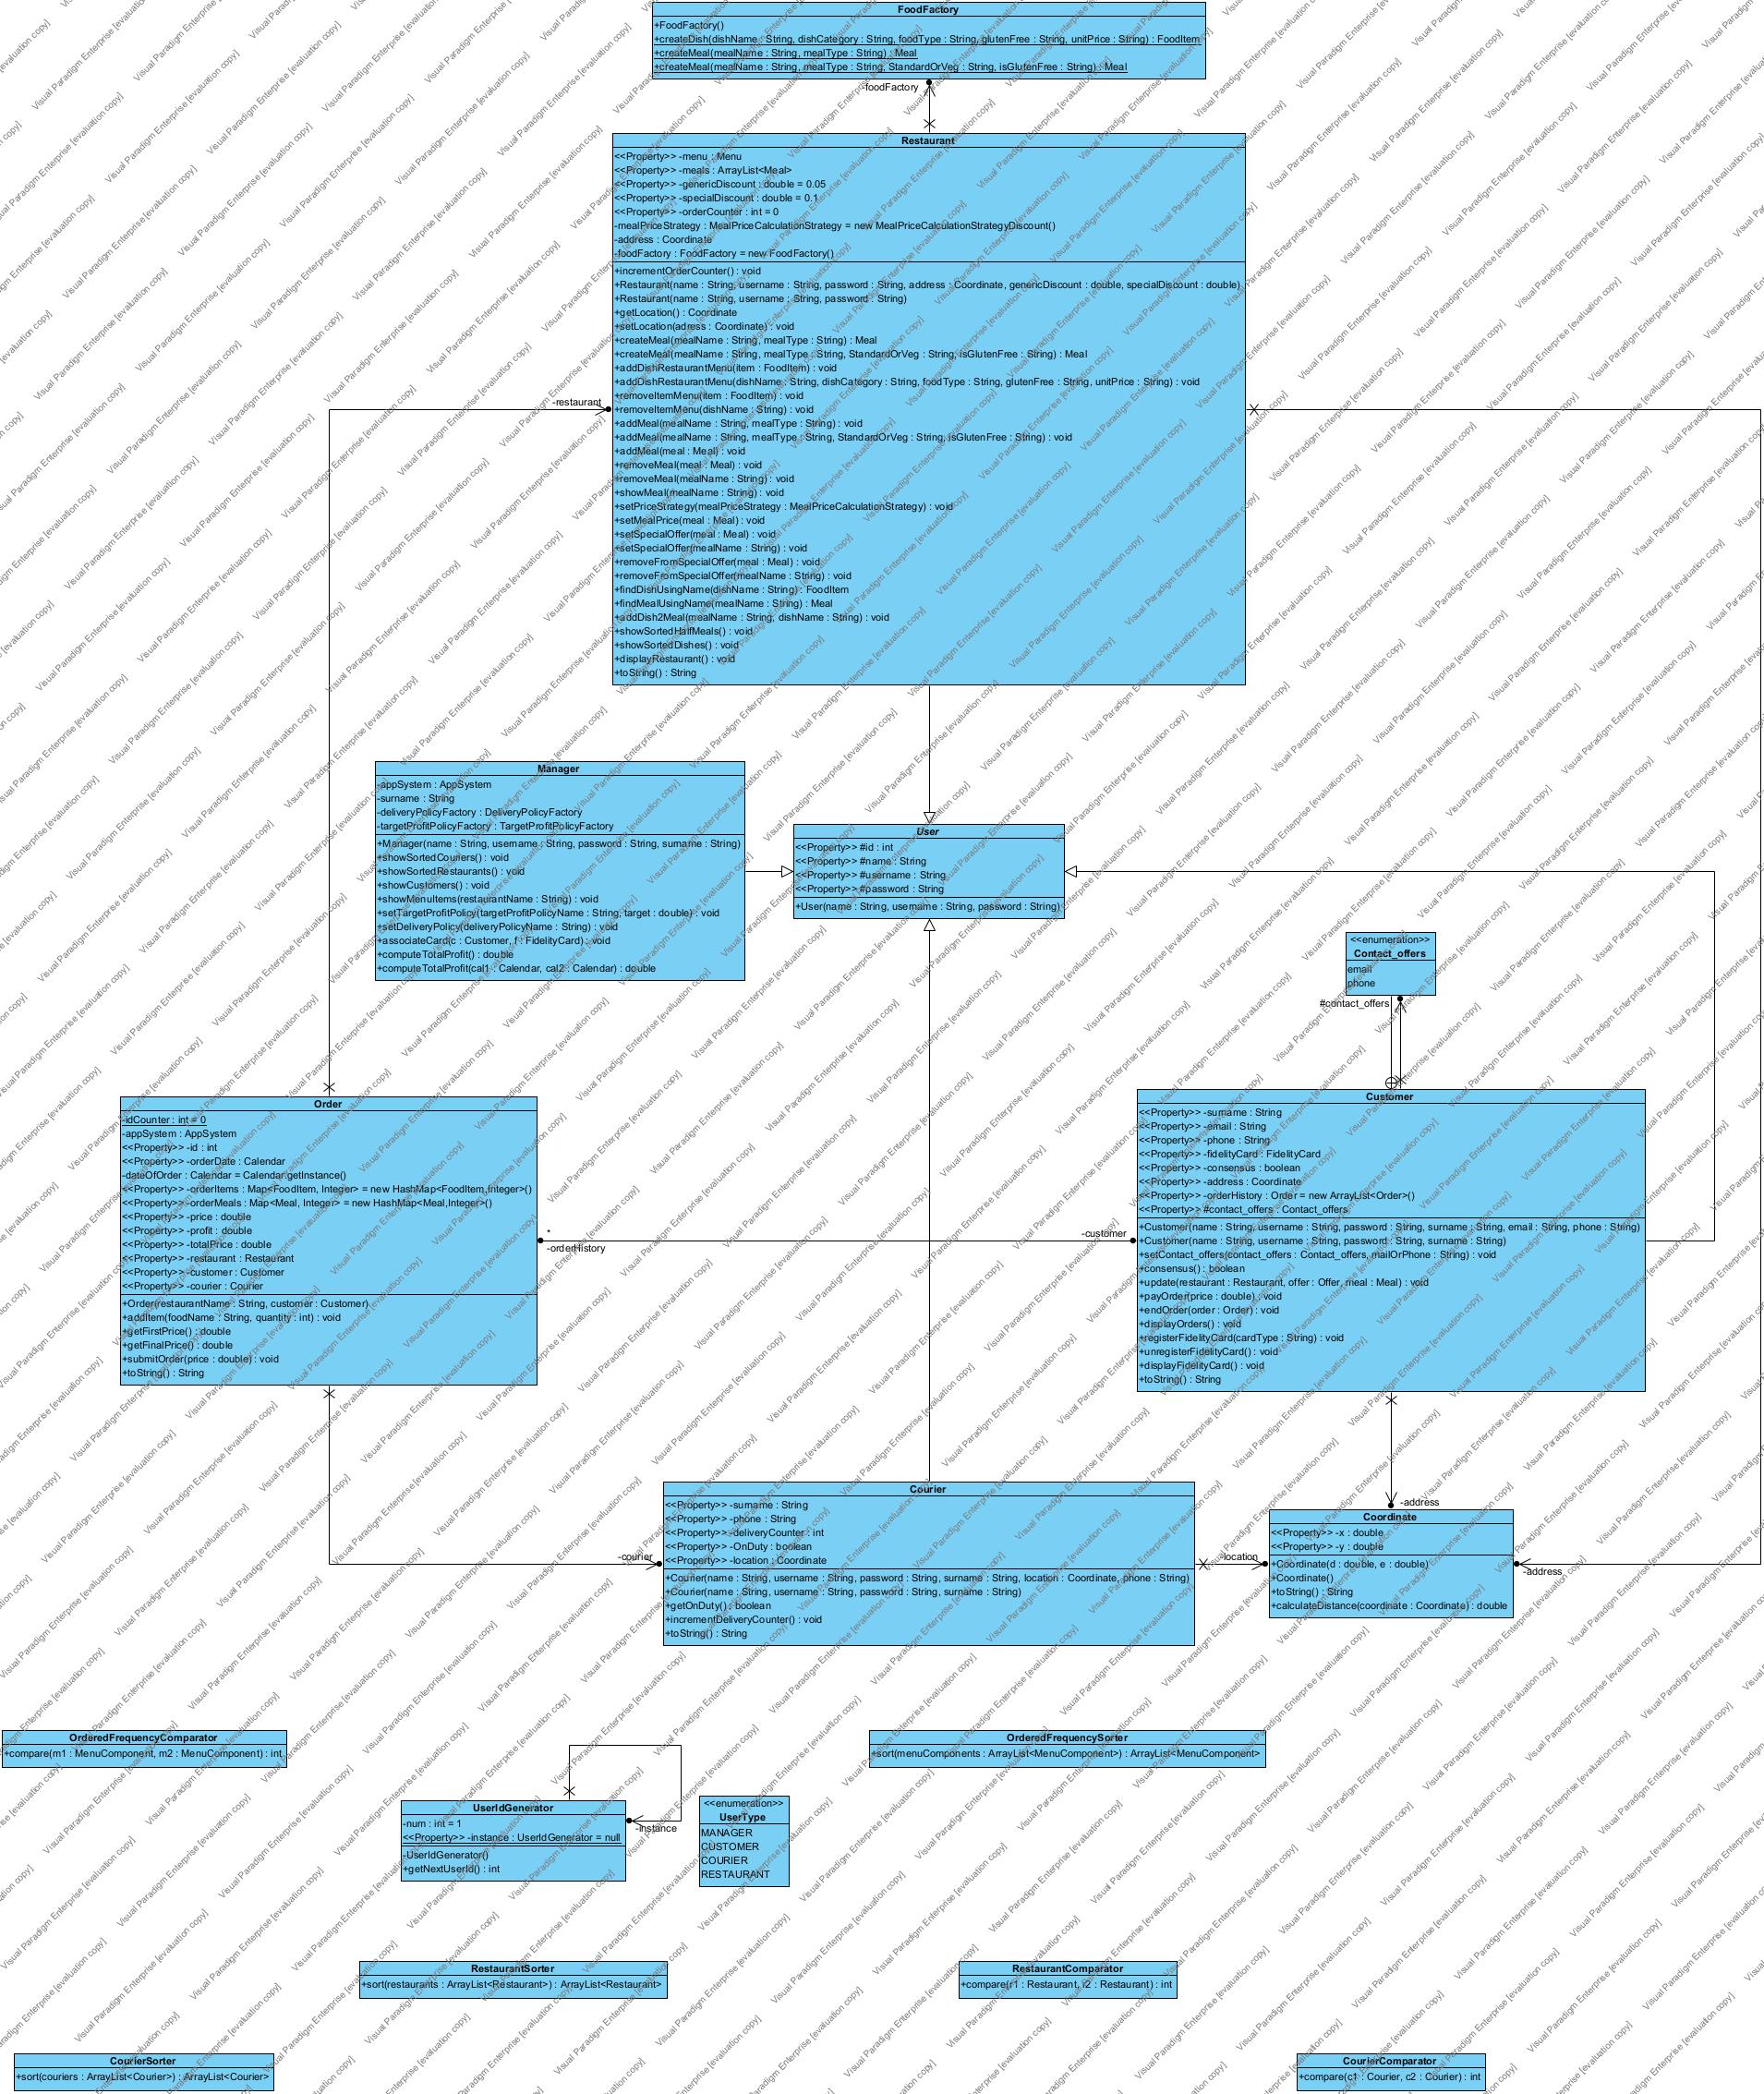 FoodFactory
+FoodFactory()
+createDish(dishName : String, dishCategory : String, foodType : String, glutenFree : String, unitPrice : String) : FoodItem
+createMeal(mealName : String, mealType : String) : Meal
+createMeal(mealName : String, mealType : String, StandardOrVeg : String, isGlutenFree : String) : Meal
-foodFactory
Restaurant
<<Property>> -menu : Menu
<<Property>> -meals : ArrayList<Meal>
<<Property>> -genericDiscount : double = 0.05
<<Property>> -specialDiscount : double = 0.1
<<Property>> -orderCounter : int = 0
-mealPriceStrategy : MealPriceCalculationStrategy = new MealPriceCalculationStrategyDiscount()
-address : Coordinate
-foodFactory : FoodFactory = new FoodFactory()
+incrementOrderCounter() : void
+Restaurant(name : String, username : String, password : String, address : Coordinate, genericDiscount : double, specialDiscount : double)
+Restaurant(name : String, username : String, password : String)
+getLocation() : Coordinate
+setLocation(adress : Coordinate) : void
+createMeal(mealName : String, mealType : String) : Meal
+createMeal(mealName : String, mealType : String, StandardOrVeg : String, isGlutenFree : String) : Meal
+addDishRestaurantMenu(item : FoodItem) : void
+addDishRestaurantMenu(dishName : String, dishCategory : String, foodType : String, glutenFree : String, unitPrice : String) : void
+removeItemMenu(item : FoodItem) : void
+removeItemMenu(dishName : String) : void
+addMeal(mealName : String, mealType : String) : void
+addMeal(mealName : String, mealType : String, StandardOrVeg : String, isGlutenFree : String) : void
+addMeal(meal : Meal) : void
+removeMeal(meal : Meal) : void
+removeMeal(mealName : String) : void
+showMeal(mealName : String) : void
+setPriceStrategy(mealPriceStrategy : MealPriceCalculationStrategy) : void
+setMealPrice(meal : Meal) : void
+setSpecialOffer(meal : Meal) : void
+setSpecialOffer(mealName : String) : void
+removeFromSpecialOffer(meal : Meal) : void
+removeFromSpecialOffer(mealName : String) : void
+findDishUsingName(dishName : String) : FoodItem
+findMealUsingName(mealName : String) : Meal
+addDish2Meal(mealName : String, dishName : String) : void
+showSortedHalfMeals() : void
+showSortedDishes() : void
+displayRestaurant() : void
+toString() : String
-restaurant
Manager
-appSystem : AppSystem
-surname : String
-deliveryPolicyFactory : DeliveryPolicyFactory
-targetProfitPolicyFactory : TargetProfitPolicyFactory
+Manager(name : String, username : String, password : String, surname : String)
+showSortedCouriers() : void
+showSortedRestaurants() : void
+showCustomers() : void
+showMenuItems(restaurantName : String) : void
+setTargetProfitPolicy(targetProfitPolicyName : String, target : double) : void
+setDeliveryPolicy(deliveryPolicyName : String) : void
+associateCard(c : Customer, f : FidelityCard) : void
+computeTotalProfit() : double
+computeTotalProfit(cal1 : Calendar, cal2 : Calendar) : double
User
<<Property>> #id : int
<<Property>> #name : String
<<Property>> #username : String
<<Property>> #password : String
+User(name : String, username : String, password : String)
<<enumeration>>
Contact_offers
email
phone
#contact_offers
Order
-idCounter : int = 0
-appSystem : AppSystem
<<Property>> -id : int
<<Property>> -orderDate : Calendar
-dateOfOrder : Calendar = Calendar.getInstance()
<<Property>> -orderItems : Map<FoodItem, Integer> = new HashMap<FoodItem,Integer>()
<<Property>> -orderMeals : Map<Meal, Integer> = new HashMap<Meal,Integer>()
<<Property>> -price : double
<<Property>> -profit : double
<<Property>> -totalPrice : double
<<Property>> -restaurant : Restaurant
<<Property>> -customer : Customer
<<Property>> -courier : Courier
+Order(restaurantName : String, customer : Customer)
+addItem(foodName : String, quantity : int) : void
+getFirstPrice() : double
+getFinalPrice() : double
+submitOrder(price : double) : void
+toString() : String
*
-orderHistory
-customer
Customer
<<Property>> -surname : String
<<Property>> -email : String
<<Property>> -phone : String
<<Property>> -fidelityCard : FidelityCard
<<Property>> -consensus : boolean
<<Property>> -address : Coordinate
<<Property>> -orderHistory : Order = new ArrayList<Order>()
<<Property>> #contact_offers : Contact_offers
+Customer(name : String, username : String, password : String, surname : String, email : String, phone : String)
+Customer(name : String, username : String, password : String, surname : String)
+setContact_offers(contact_offers : Contact_offers, mailOrPhone : String) : void
+consensus() : boolean
+update(restaurant : Restaurant, offer : Offer, meal : Meal) : void
+payOrder(price : double) : void
+endOrder(order : Order) : void
+displayOrders() : void
+registerFidelityCard(cardType : String) : void
+unregisterFidelityCard() : void
+displayFidelityCard() : void
+toString() : String
-courier
Courier
<<Property>> -surname : String
<<Property>> -phone : String
<<Property>> -deliveryCounter : int
<<Property>> -OnDuty : boolean
<<Property>> -location : Coordinate
+Courier(name : String, username : String, password : String, surname : String, location : Coordinate, phone : String)
+Courier(name : String, username : String, password : String, surname : String)
+getOnDuty() : boolean
+incrementDeliveryCounter() : void
+toString() : String
-location
-address
Coordinate
<<Property>> -x : double
<<Property>> -y : double
+Coordinate(d : double, e : double)
+Coordinate()
+toString() : String
+calculateDistance(coordinate : Coordinate) : double
-address
OrderedFrequencyComparator
+compare(m1 : MenuComponent, m2 : MenuComponent) : int
OrderedFrequencySorter
+sort(menuComponents : ArrayList<MenuComponent>) : ArrayList<MenuComponent>
UserIdGenerator
-num : int = 1
<<Property>> -instance : UserIdGenerator = null
-UserIdGenerator()
+getNextUserId() : int
-instance
<<enumeration>>
UserType
MANAGER
CUSTOMER
COURIER
RESTAURANT
RestaurantSorter
+sort(restaurants : ArrayList<Restaurant>) : ArrayList<Restaurant>
RestaurantComparator
+compare(r1 : Restaurant, i2 : Restaurant) : int
CourierSorter
+sort(couriers : ArrayList<Courier>) : ArrayList<Courier>
CourierComparator
+compare(c1 : Courier, c2 : Courier) : int
Visual Paradigm Enterprise [evaluation copy]